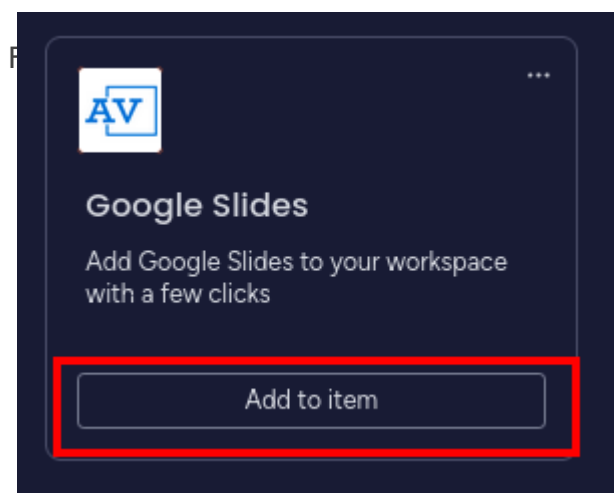 F
AV
Google Slides
Add Google Slides to your workspace
with a few clicks
Add to item